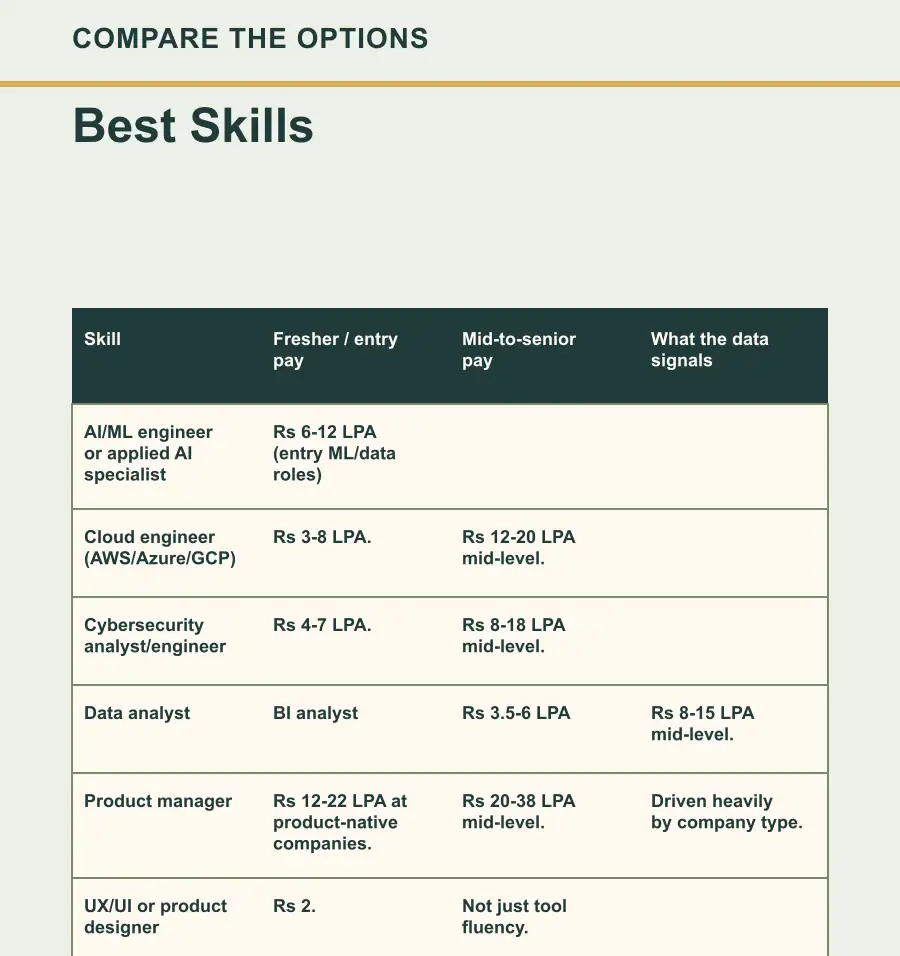 COMPARE THE OPTIONS
Best Skills
Skill
Fresher / entry
pay
Mid-to-senior
pay
What the data
signals
AI/ML engineer
or applied AI
specialist
Rs 6-12 LPA
(entry ML/data
roles)
Cloud engineer
(AWS/Azure/GCP)
Rs 3-8 LPA.
Rs 12-20 LPA
mid-level.
Cybersecurity
analyst/engineer
Rs 4-7 LPA.
Rs 8-18 LPA
mid-level.
Data analyst
BI analyst
Rs 3.5-6 LPA
Rs 8-15 LPA
mid-level.
Product manager
Rs 12-22 LPA at
product-native
companies.
Rs 20-38 LPA
mid-level.
Driven heavily
by company type.
UX/UI or product
designer
Rs 2.
Not just tool
fluency.